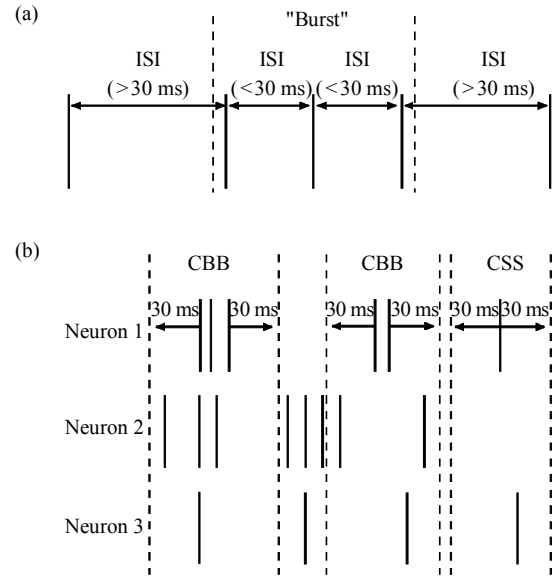 (a)
"Burst"
ISI ISI ISI ISI
(>30 ms) (<30 ms) (<30 ms) (>30 ms)
(b)
CBB CBB CSS
30 ms 30 ms 30 ms 30 ms 30 ms 30 ms
Neuron 1
Neuron 2
Neuron 3